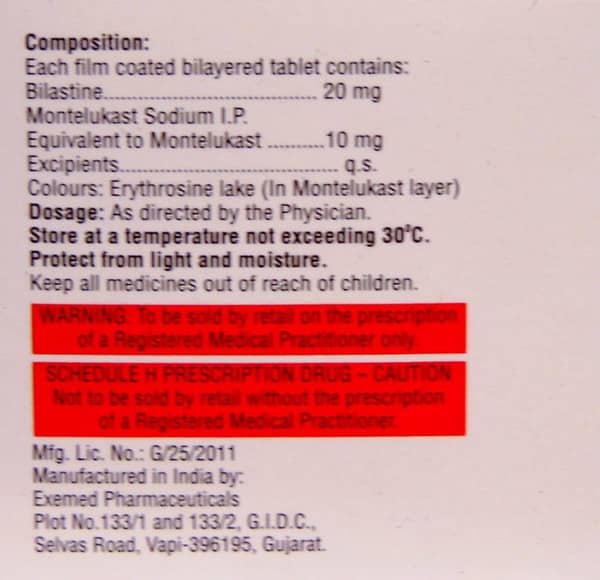 Composition:
Each film coated bilayered tablet contains:
Bilastine..................................... 20 mg
Montelukast Sodium I.P.
Equivalent to Montelukast ..........10 mg
Excipients...................................... q.s.
Colours: Erythrosine lake (In Montelukast layer)
Dosage: As directed by the Physician.
Store at a temperature not exceeding 30°C.
Protect from light and moisture.
Keep all medicines out of reach of children.
WARNING: To be sold by retail on the prescription
of a Registered Medical Practitioner only.
SCHEDULE H PRESCRIPTION DRUG – CAUTION
Not to be sold by retail without the prescription
of a Registered Medical Practitioner.
Mfg. Lic. No.: G/25/2011
Manufactured in India by:
Exemed Pharmaceuticals
Plot No.133/1 and 133/2, G.I.D.C.,
Selvas Road, Vapi-396195, Gujarat.